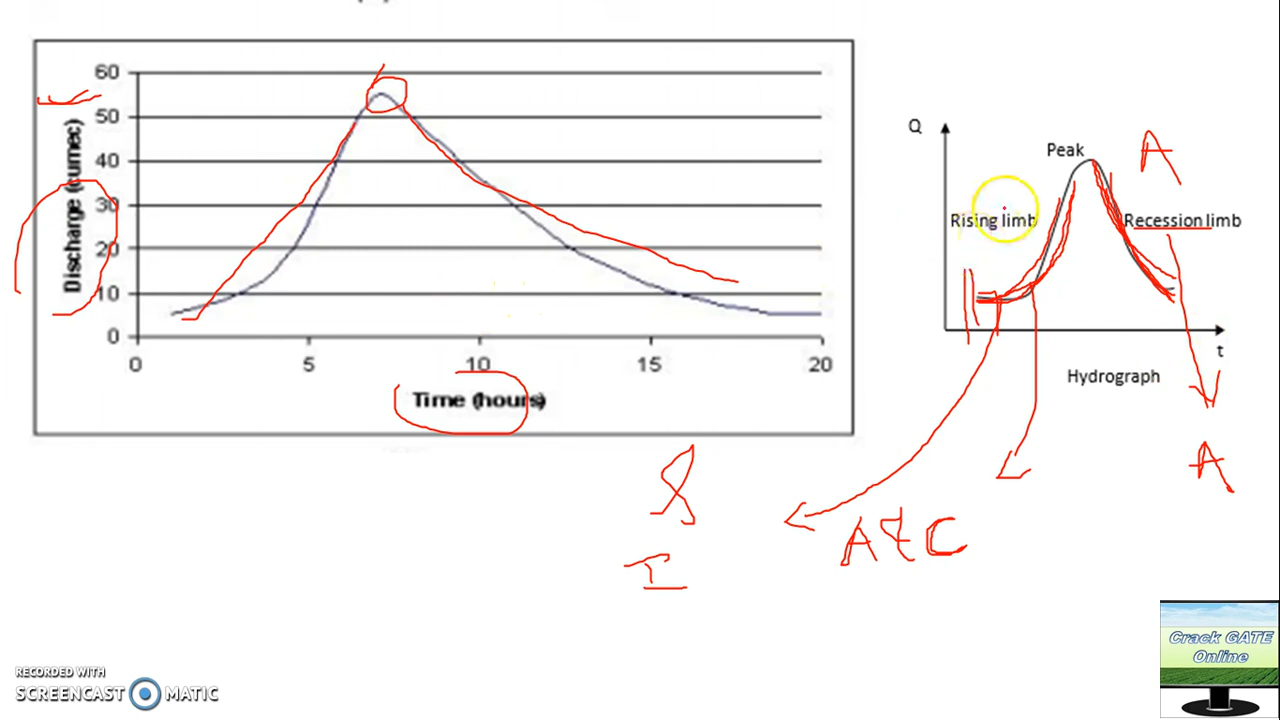 60
50
40
30
20
10
0
Discharge (cumec)
0 5 10 15 20
Time (hours)
Q
Peak
A
Rising limb
Recession limb
t
Hydrograph
A
A & C
I
RECORDED WITH
SCREENCAST MATIC
Crack GATE
Online